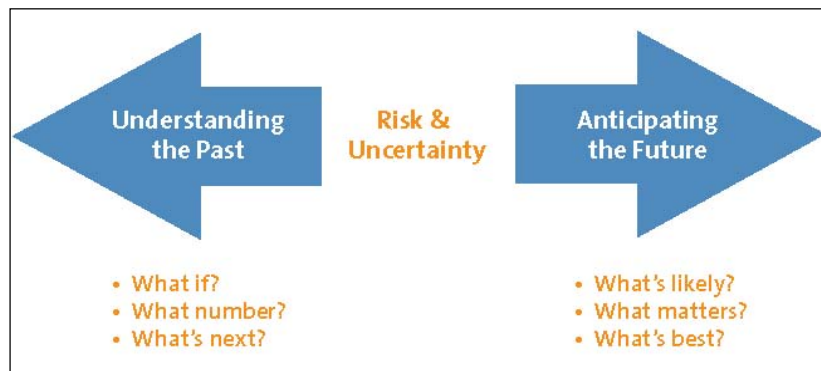 Understanding
the Past
Risk &
Uncertainty
Anticipating
the Future
• What if?
• What number?
• What's next?
• What's likely?
• What matters?
• What's best?